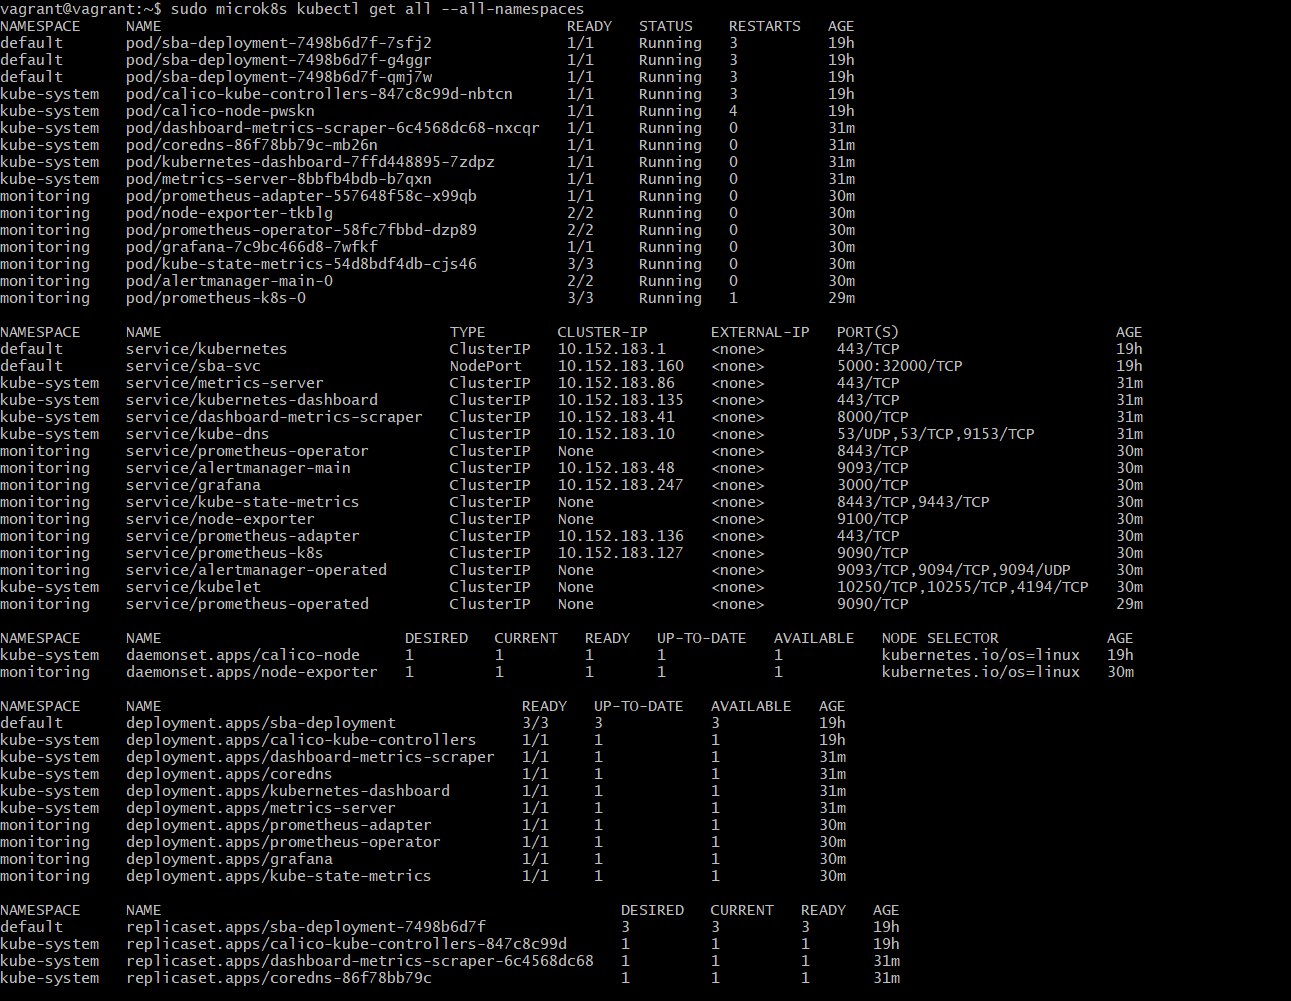 vagrant@vagrant:~$ sudo microk8s kubectl get all --all-namespaces
NAMESPACE NAME READY STATUS RESTARTS AGE
default pod/sba-deployment-7498b6d7f-7sfj2 1/1 Running 3 19h
default pod/sba-deployment-7498b6d7f-g4ggr 1/1 Running 3 19h
default pod/sba-deployment-7498b6d7f-qmj7w 1/1 Running 3 19h
kube-system pod/calico-kube-controllers-847c8c99d-nbtcn 1/1 Running 3 19h
kube-system pod/calico-node-pwskn 1/1 Running 4 19h
kube-system pod/dashboard-metrics-scraper-6c4568dc68-nxcqr 1/1 Running 0 31m
kube-system pod/coredns-86f78bb79c-mb26n 1/1 Running 0 31m
kube-system pod/kubernetes-dashboard-7ffd448895-7zdpz 1/1 Running 0 31m
kube-system pod/metrics-server-8bbfb4bdb-b7qxn 1/1 Running 0 31m
monitoring pod/prometheus-adapter-557648f58c-x99qb 1/1 Running 0 30m
monitoring pod/node-exporter-tkblg 2/2 Running 0 30m
monitoring pod/prometheus-operator-58fc7fbbd-dzp89 2/2 Running 0 30m
monitoring pod/grafana-7c9bc466d8-7wfkf 1/1 Running 0 30m
monitoring pod/kube-state-metrics-54d8bdf4db-cjs46 3/3 Running 0 30m
monitoring pod/alertmanager-main-0 2/2 Running 0 30m
monitoring pod/prometheus-k8s-0 3/3 Running 1 29m
NAMESPACE NAME TYPE CLUSTER-IP EXTERNAL-IP PORT(S) AGE
default service/kubernetes ClusterIP 10.152.183.1 <none> 443/TCP 19h
default service/sba-svc NodePort 10.152.183.160 <none> 5000:32000/TCP 19h
kube-system service/metrics-server ClusterIP 10.152.183.86 <none> 443/TCP 31m
kube-system service/kubernetes-dashboard ClusterIP 10.152.183.135 <none> 443/TCP 31m
kube-system service/dashboard-metrics-scraper ClusterIP 10.152.183.41 <none> 8000/TCP 31m
kube-system service/kube-dns ClusterIP 10.152.183.10 <none> 53/UDP,53/TCP,9153/TCP 31m
monitoring service/prometheus-operator ClusterIP None <none> 8443/TCP 30m
monitoring service/alertmanager-main ClusterIP 10.152.183.48 <none> 9093/TCP 30m
monitoring service/grafana ClusterIP 10.152.183.247 <none> 3000/TCP 30m
monitoring service/kube-state-metrics ClusterIP None <none> 8443/TCP,9443/TCP 30m
monitoring service/node-exporter ClusterIP None <none> 9100/TCP 30m
monitoring service/prometheus-adapter ClusterIP 10.152.183.136 <none> 443/TCP 30m
monitoring service/prometheus-k8s ClusterIP 10.152.183.127 <none> 9090/TCP 30m
monitoring service/alertmanager-operated ClusterIP None <none> 9093/TCP,9094/TCP,9094/UDP 30m
kube-system service/kubelet ClusterIP None <none> 10250/TCP,10255/TCP,4194/TCP 30m
monitoring service/prometheus-operated ClusterIP None <none> 9090/TCP 29m
NAMESPACE NAME DESIRED CURRENT READY UP-TO-DATE AVAILABLE NODE SELECTOR AGE
kube-system daemonset.apps/calico-node 1 1 1 1 1 kubernetes.io/os=linux 19h
monitoring daemonset.apps/node-exporter 1 1 1 1 1 kubernetes.io/os=linux 30m
NAMESPACE NAME READY UP-TO-DATE AVAILABLE AGE
default deployment.apps/sba-deployment 3/3 3 3 19h
kube-system deployment.apps/calico-kube-controllers 1/1 1 1 19h
kube-system deployment.apps/dashboard-metrics-scraper 1/1 1 1 31m
kube-system deployment.apps/coredns 1/1 1 1 31m
kube-system deployment.apps/kubernetes-dashboard 1/1 1 1 31m
kube-system deployment.apps/metrics-server 1/1 1 1 31m
monitoring deployment.apps/prometheus-adapter 1/1 1 1 30m
monitoring deployment.apps/prometheus-operator 1/1 1 1 30m
monitoring deployment.apps/grafana 1/1 1 1 30m
monitoring deployment.apps/kube-state-metrics 1/1 1 1 30m
NAMESPACE NAME DESIRED CURRENT READY AGE
default replicaset.apps/sba-deployment-7498b6d7f 3 3 3 19h
kube-system replicaset.apps/calico-kube-controllers-847c8c99d 1 1 1 19h
kube-system replicaset.apps/dashboard-metrics-scraper-6c4568dc68 1 1 1 31m
kube-system replicaset.apps/coredns-86f78bb79c 1 1 1 31m